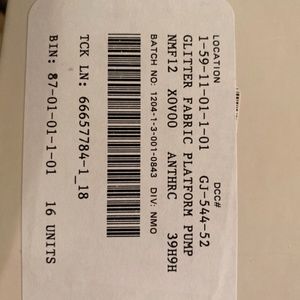 LOCATION DCC#
1-59-11-01-1-01 GJ-544-52
GLITTER FABRIC PLATFORM PUMP
NMF12 X0V00 ANTHRC 39H9H
BATCH NO: 1204-1-3-001-0843 DIV: NMO
TCK LN: 66657784-1_18
BIN: 87-01-01-1-01 16 UNITS